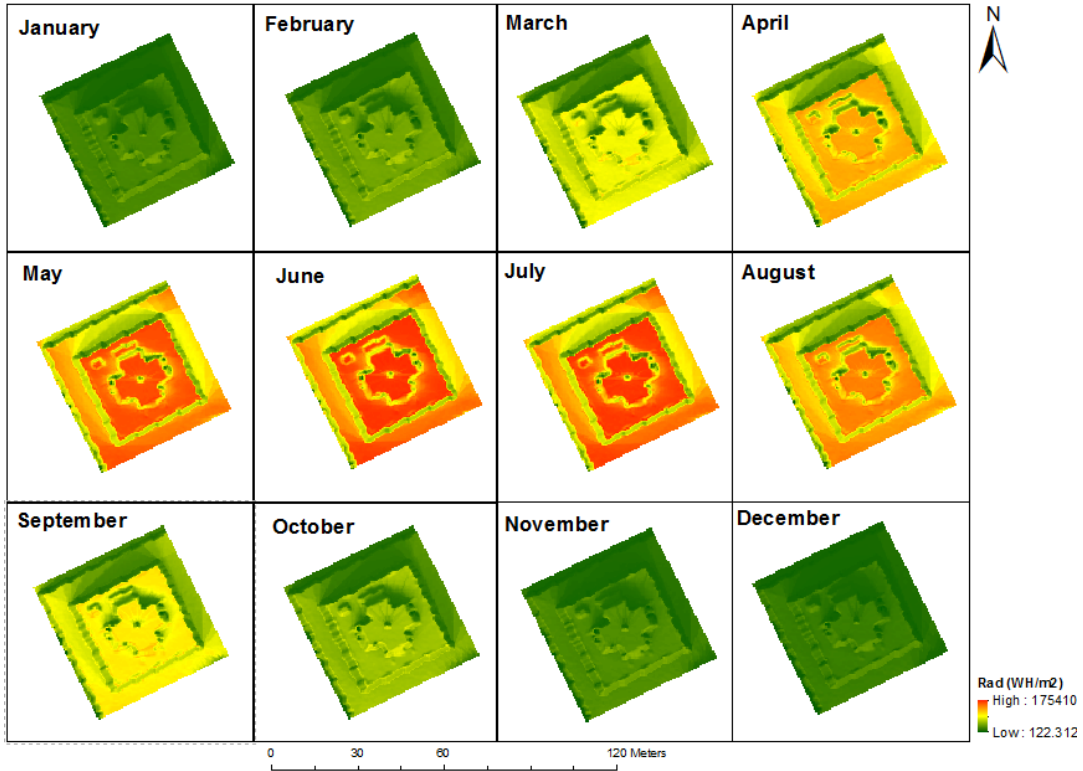 January
February
March
April
N
May
June
July
August
September
October
November
December
Rad (WH/m2)
High : 175410
Low : 122.312
0 30 60 120 Meters